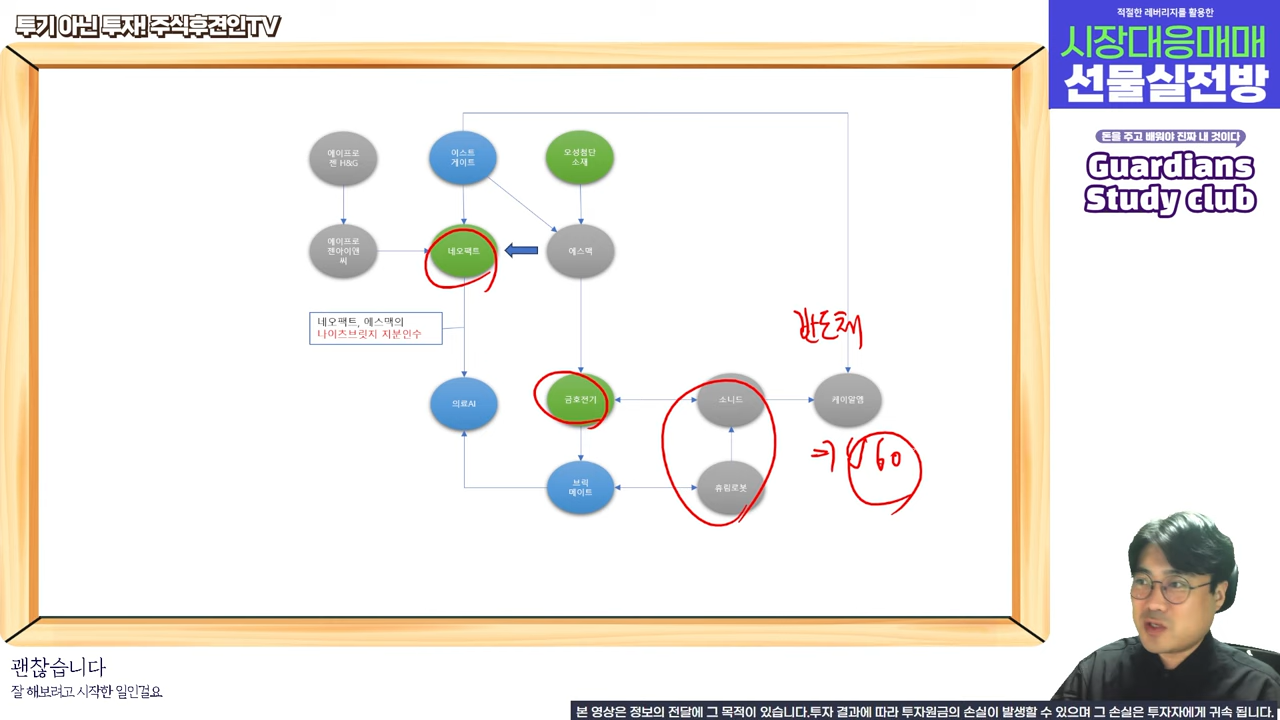 투기 아닌 투재! 주식후견인TV
적절한 레버리지를 활용한
시장대응매매
선물실전방
돈을 주고 배워야 진짜 내 것이다
Guardians
Study club
에이프로
젠 H&G
이스트
게이트
오성첨단
소재
에이프로
젠아이앤
씨
네오팩트
에스맥
네오팩트, 에스맥의
나이츠브릿지 지분인수
반도체
의료AI
금호전기
소니드
케이알엠
60
브릭
메이트
휴림로봇
괜찮습니다
잘 해보려고 시작한 일인걸요
본 영상은 정보의 전달에 그 목적이 있습니다.투자 결과에 따라 투자원금의 손실이 발생할 수 있으며 그 손실은 투자자에게 귀속 됩니다.